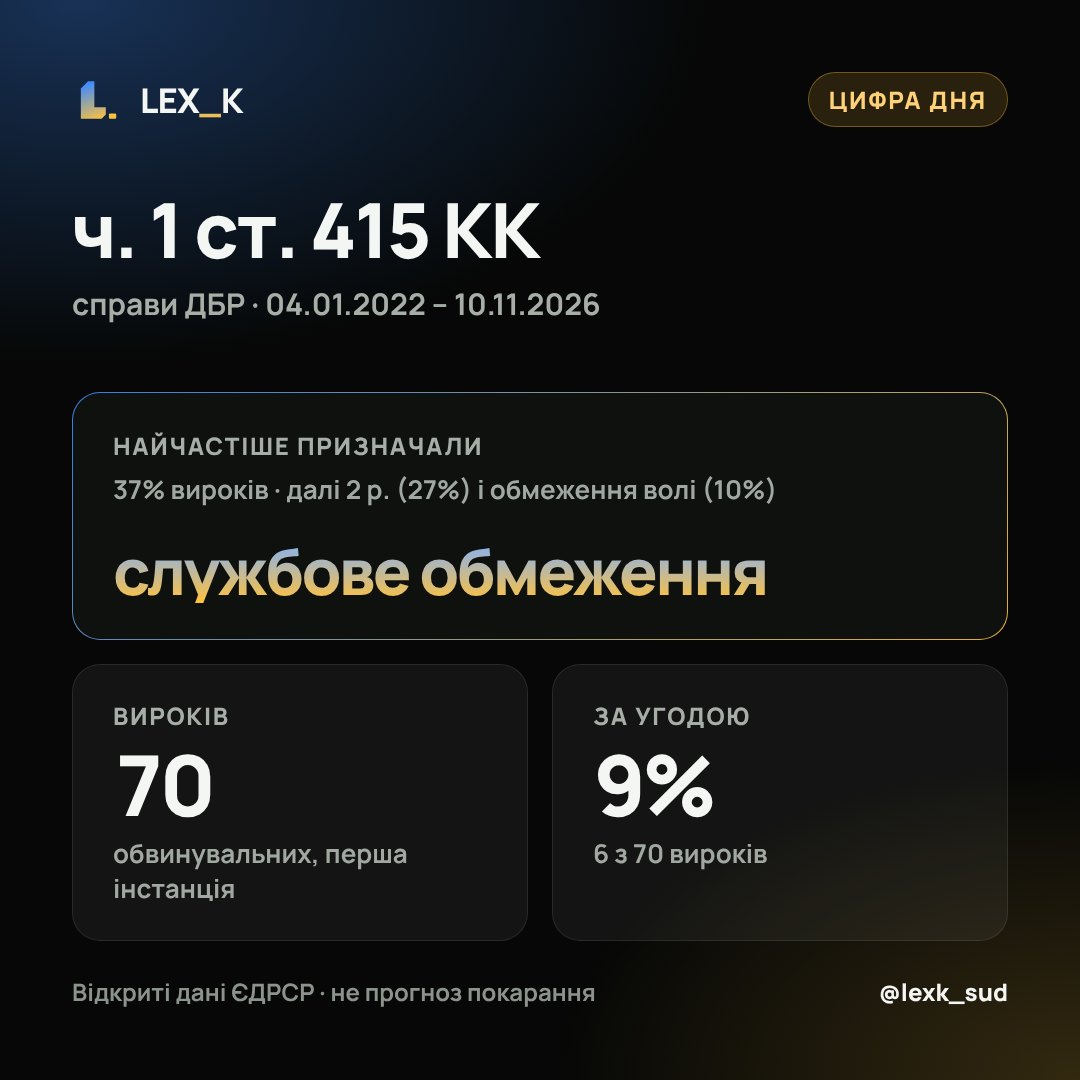 LEX_K
ЦИФРА ДНЯ
ч. 1 ст. 415 КК
справи ДБР · 04.01.2022 – 10.11.2026
НАЙЧАСТІШЕ ПРИЗНАЧАЛИ
37% вироків · далі 2 р. (27%) і обмеження волі (10%)
службове обмеження
ВИРОКІВ
70
обвинувальних, перша
інстанція
ЗА УГОДОЮ
9%
6 з 70 вироків
Відкриті дані ЄДРСР · не прогноз покарання
@lexk_sud